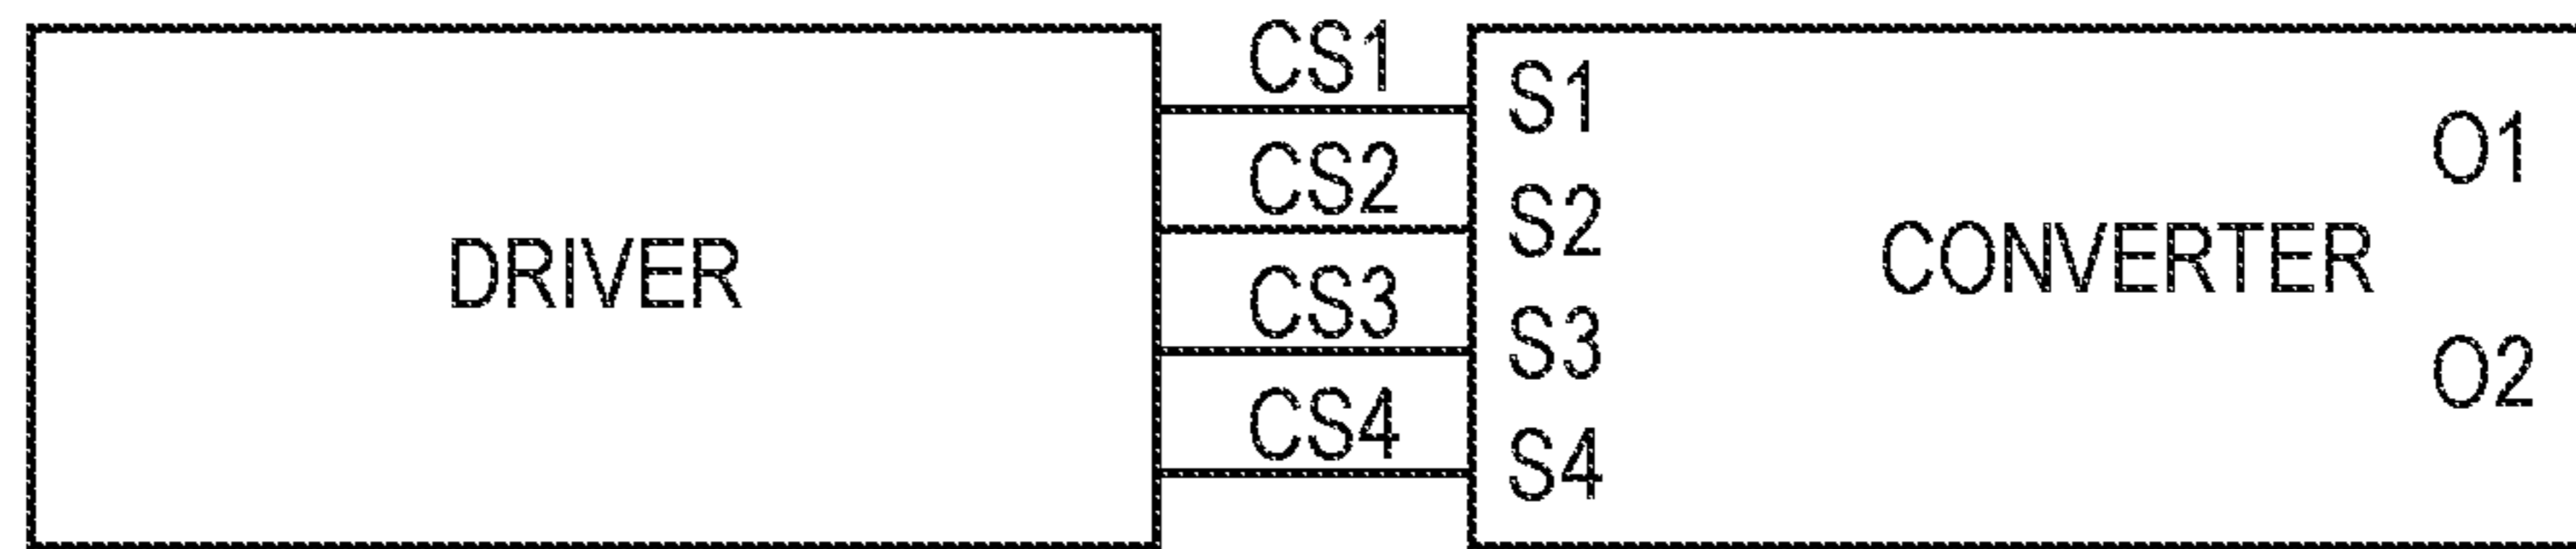 DRIVER
CS1
CS2
CS3
CS4
S1
S2
S3
S4
CONVERTER
O1
O2